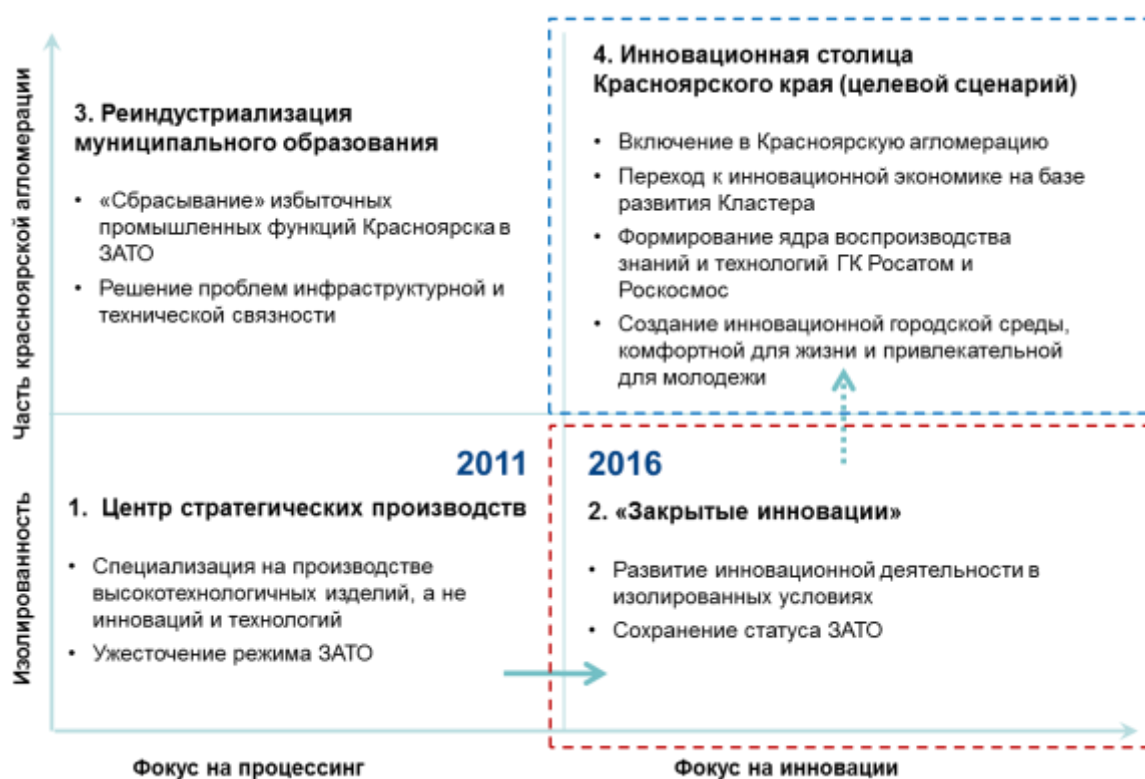 Часть красноярской агломерации
3. Реиндустриализация
муниципального образования
• «Сбрасывание» избыточных
промышленных функций Красноярска в
ЗАТО
• Решение проблем инфраструктурной и
технической связности
4. Инновационная столица
Красноярского края (целевой сценарий)
• Включение в Красноярскую агломерацию
• Переход к инновационной экономике на базе
развития Кластера
• Формирование ядра воспроизводства
знаний и технологий ГК Росатом и
Роскосмос
• Создание инновационной городской среды,
комфортной для жизни и привлекательной
для молодежи
Изолированность
2011
1. Центр стратегических производств
• Специализация на производстве
высокотехнологичных изделий, а не
инноваций и технологий
• Ужесточение режима ЗАТО
2016
2. «Закрытые инновации»
• Развитие инновационной деятельности в
изолированных условиях
• Сохранение статуса ЗАТО
Фокус на процессинг
Фокус на инновации